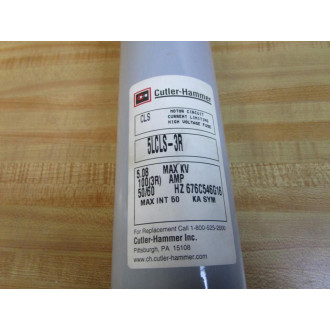 Cutler-Hammer
CLS
MOTOR CIRCUIT
CURRENT LIMITING
HIGH VOLTAGE FUSE
5LCLS-3R
5.08 MAX KV
100(3R) AMP
50/60 HZ 676C546G16
MAX INT 50 KA SYM
For Replacement Call 1-800-525-2000
Cutler-Hammer Inc.
Pittsburgh, PA 15108
www.ch.cutler-hammer.com